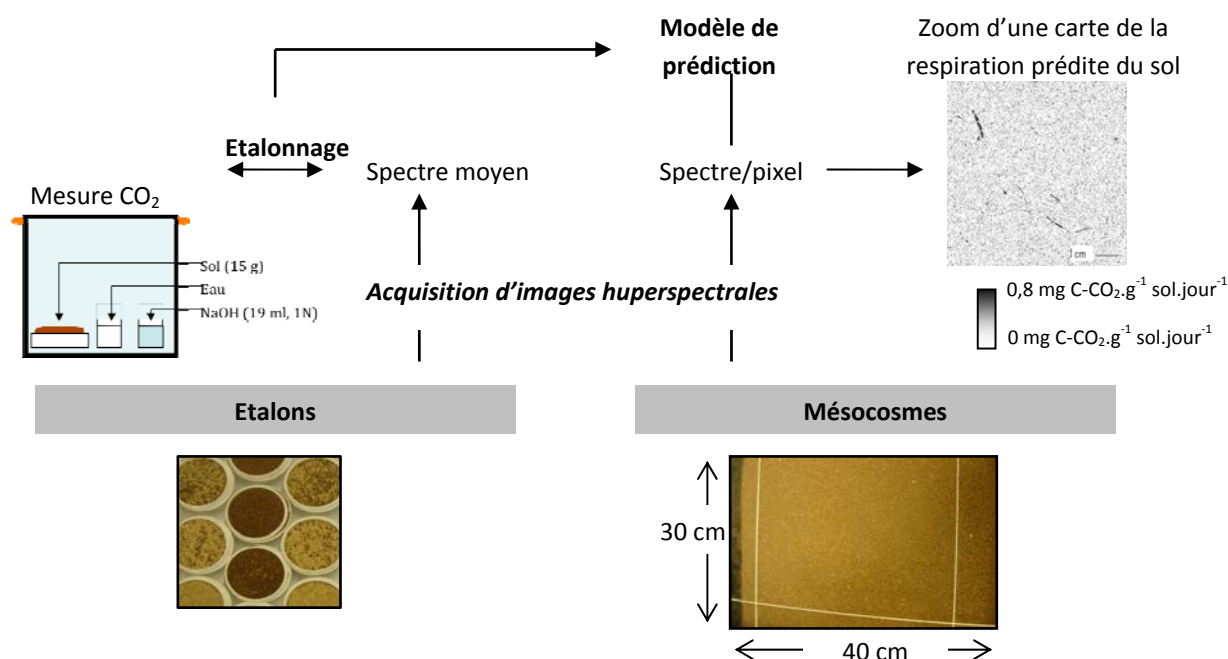 Modèle de
prédiction
Zoom d’une carte de la
respiration prédite du sol
Etalonnage
Spectre moyen
Spectre/pixel
Mesure CO₂
Sol (15 g)
Eau
NaOH (19 ml, 1N)
Acquisition d’images huperspectrales
1cm
0,8 mg C-CO₂.g⁻¹ sol.jour⁻¹
0 mg C-CO₂.g⁻¹ sol.jour⁻¹
Etalons
Mésocosmes
30 cm
40 cm